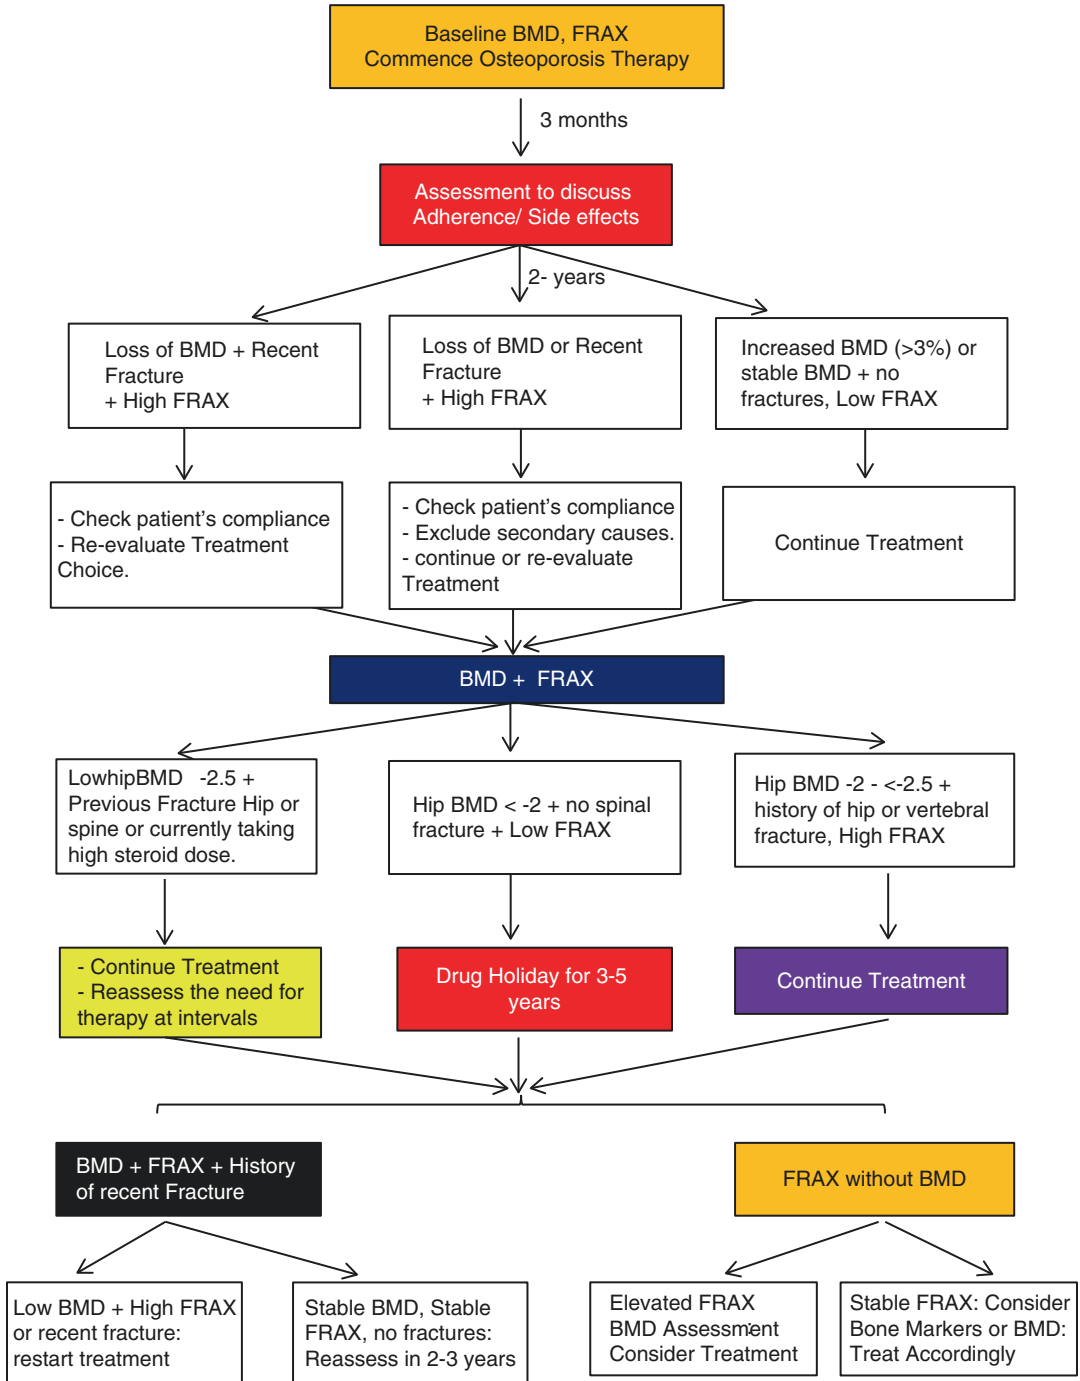 Baseline BMD, FRAX
Commence Osteoporosis Therapy
3 months
Assessment to discuss
Adherence/ Side effects
2- years
Loss of BMD + Recent
Fracture
+ High FRAX
Loss of BMD or Recent
Fracture
+ High FRAX
Increased BMD (>3%) or
stable BMD + no
fractures, Low FRAX
- Check patient's compliance
- Re-evaluate Treatment
Choice.
- Check patient's compliance
- Exclude secondary causes.
- continue or re-evaluate
Treatment
Continue Treatment
BMD + FRAX
LowhipBMD -2.5 +
Previous Fracture Hip or
spine or currently taking
high steroid dose.
Hip BMD < -2 + no spinal
fracture + Low FRAX
Hip BMD -2 - <-2.5 +
history of hip or vertebral
fracture, High FRAX
- Continue Treatment
- Reassess the need for
therapy at intervals
Drug Holiday for 3-5
years
Continue Treatment
BMD + FRAX + History
of recent Fracture
FRAX without BMD
Low BMD + High FRAX
or recent fracture:
restart treatment
Stable BMD, Stable
FRAX, no fractures:
Reassess in 2-3 years
Elevated FRAX
BMD Assessment
Consider Treatment
Stable FRAX: Consider
Bone Markers or BMD:
Treat Accordingly